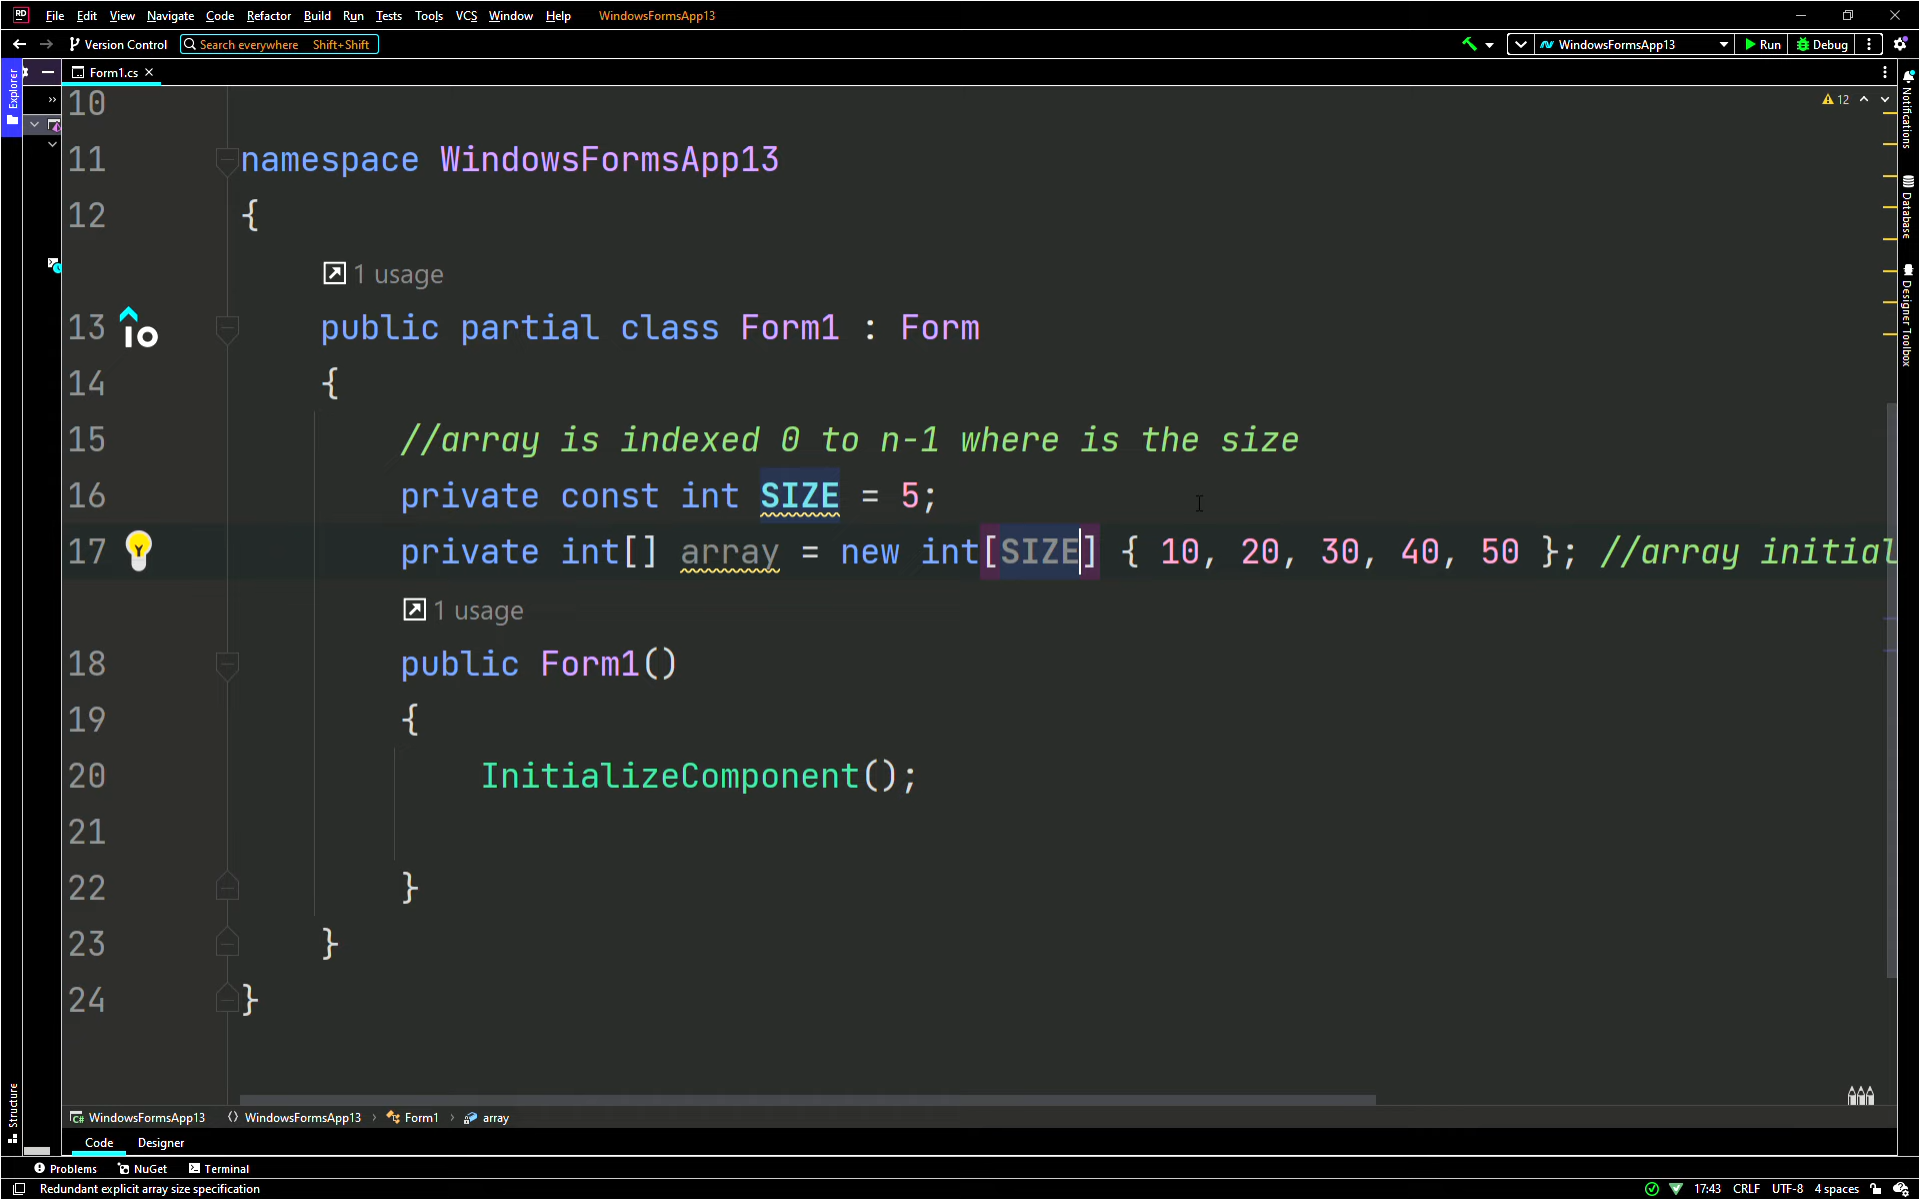 File Edit View Navigate Code Refactor Build Run Tests Tools VCS Window Help WindowsFormsApp13
Version Control Search everywhere Shift+Shift WindowsFormsApp13 Run Debug
Explorer
Form1.cs
12
Notifications
Database
Designer Toolbox
10
11 namespace WindowsFormsApp13
12 {
1 usage
13 public partial class Form1 : Form
14 {
15 //array is indexed 0 to n-1 where is the size
16 private const int SIZE = 5;
17 private int[] array = new int[SIZE] { 10, 20, 30, 40, 50 }; //array initial
1 usage
18 public Form1()
19 {
20 InitializeComponent();
21
22 }
23 }
24 }
Structure
WindowsFormsApp13 WindowsFormsApp13 Form1 array
Code Designer
Problems NuGet Terminal
Redundant explicit array size specification 17:43 CRLF UTF-8 4 spaces